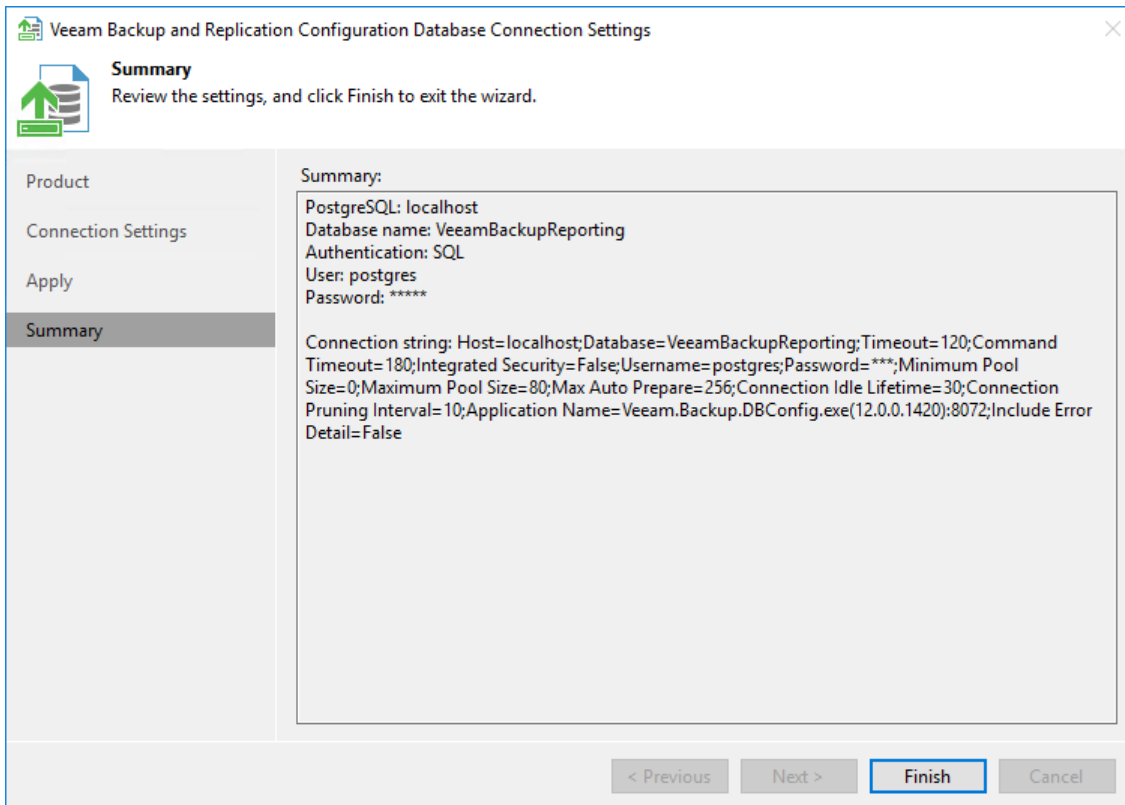 Veeam Backup and Replication Configuration Database Connection Settings
Summary
Review the settings, and click Finish to exit the wizard.
Product
Connection Settings
Apply
Summary
Summary:
PostgreSQL: localhost
Database name: VeeamBackupReporting
Authentication: SQL
User: postgres
Password: *****
Connection string: Host=localhost;Database=VeeamBackupReporting;Timeout=120;Command
Timeout=180;Integrated Security=False;Username=postgres;Password=***;Minimum Pool
Size=0;Maximum Pool Size=80;Max Auto Prepare=256;Connection Idle Lifetime=30;Connection
Pruning Interval=10;Application Name=Veeam.Backup.DBConfig.exe(12.0.0.1420):8072;Include Error
Detail=False
< Previous
Next >
Finish
Cancel